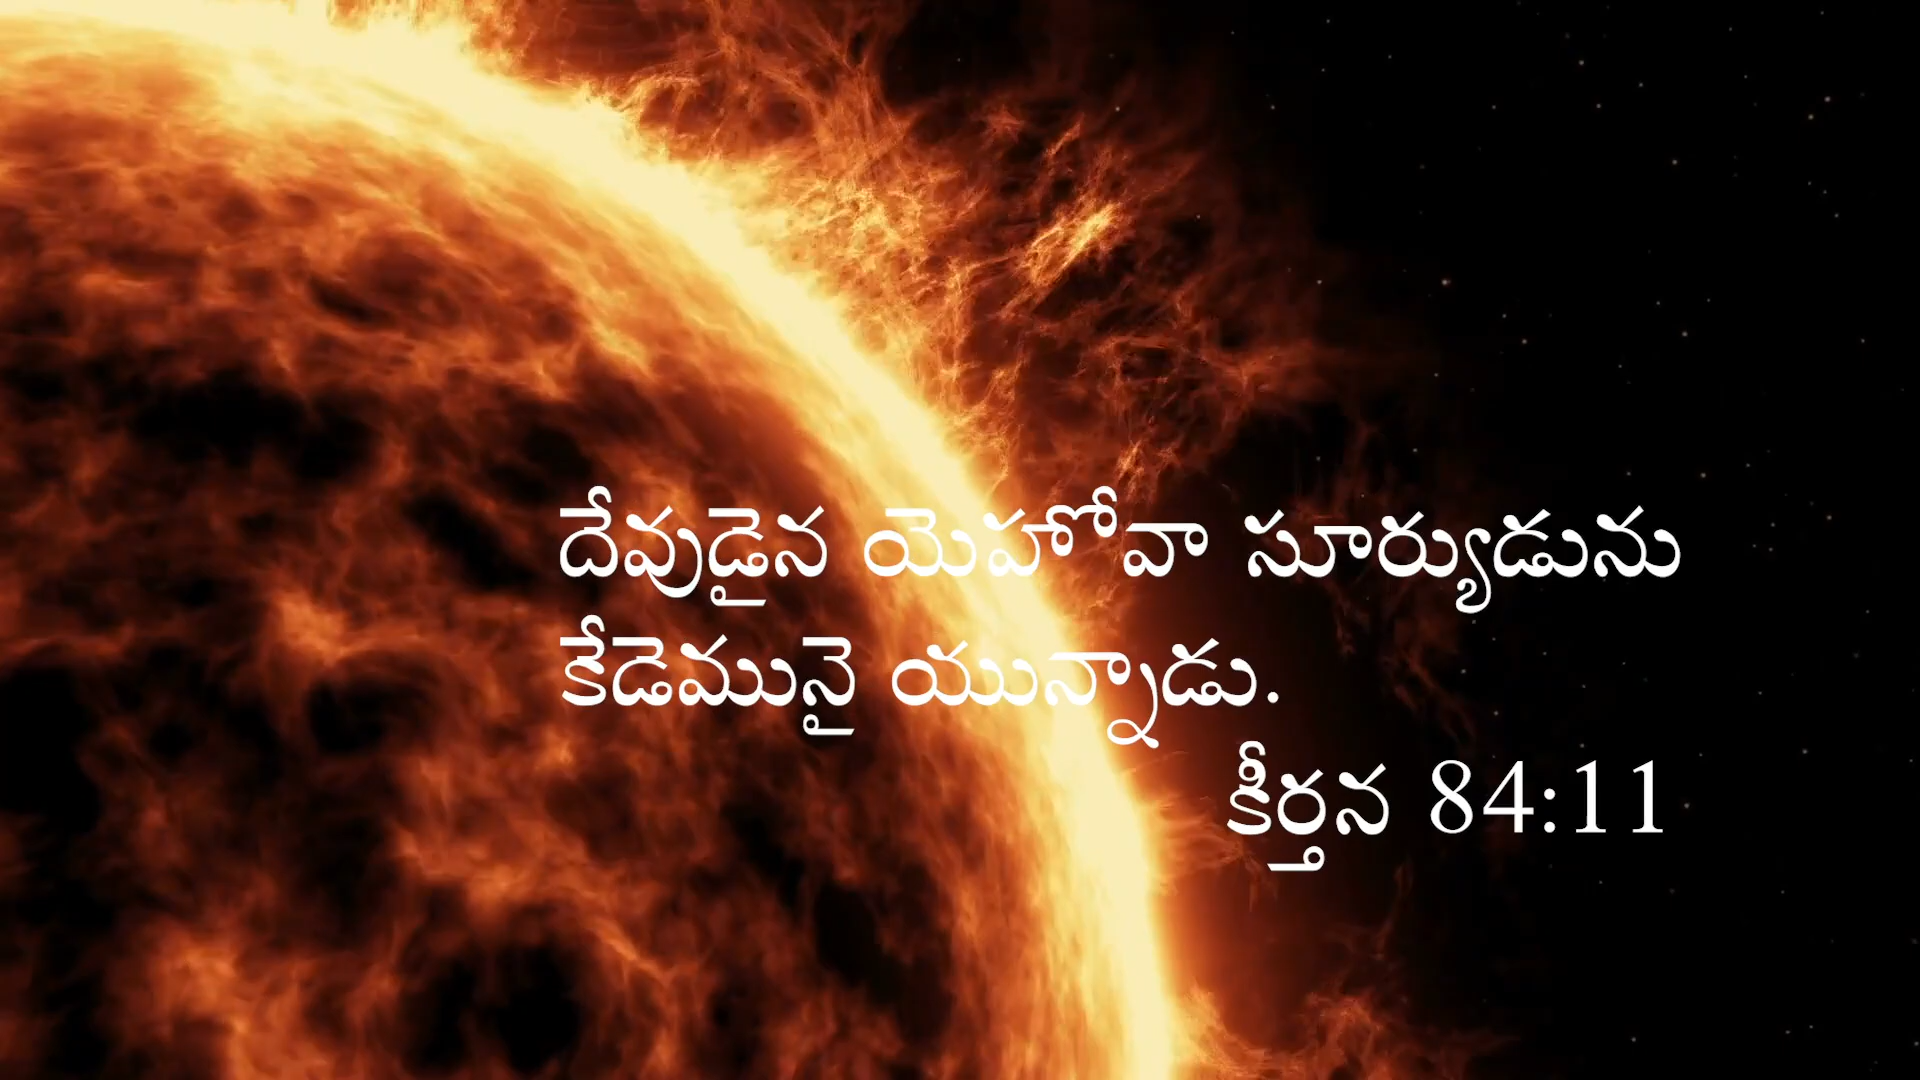 దేవుడైన యెహోవా సూర్యుడును
కేడెమునై యున్నాడు.
కీర్తన 84:11